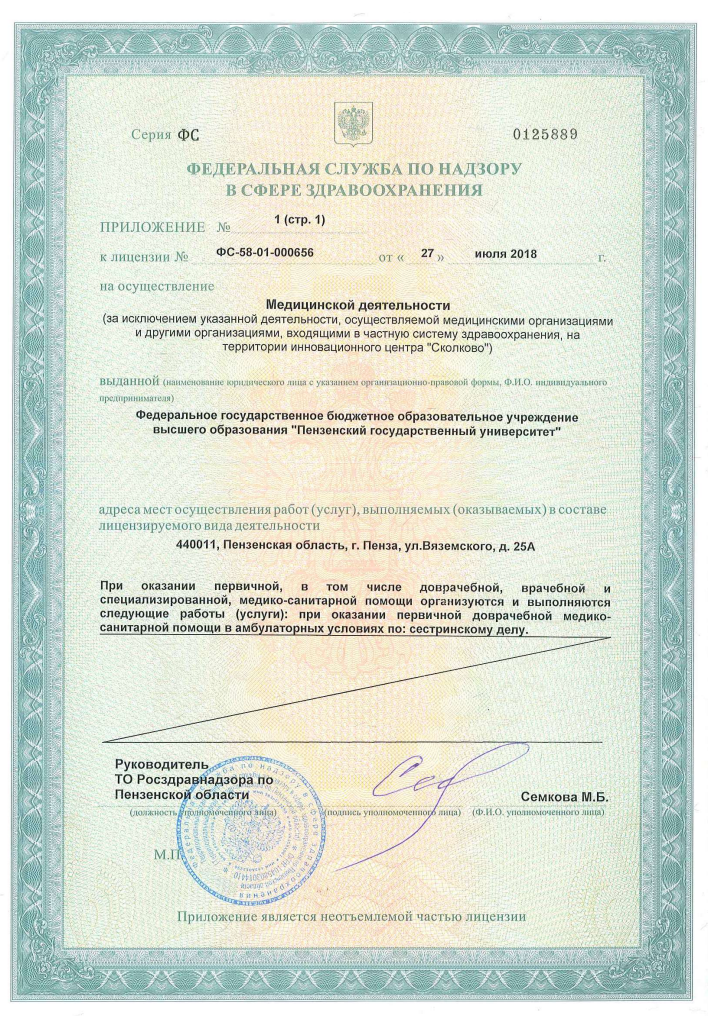 Серия ФС
0125889
ФЕДЕРАЛЬНАЯ СЛУЖБА ПО НАДЗОРУ
В СФЕРЕ ЗДРАВООХРАНЕНИЯ
ПРИЛОЖЕНИЕ № 1 (стр. 1)
к лицензии № ФС-58-01-000656 от « 27 » июля 2018 г.
на осуществление
Медицинской деятельности
(за исключением указанной деятельности, осуществляемой медицинскими организациями
и другими организациями, входящими в частную систему здравоохранения, на
территории инновационного центра "Сколково")
выданной (наименование юридического лица с указанием организационно-правовой формы, Ф.И.О. индивидуального
предпринимателя)
Федеральное государственное бюджетное образовательное учреждение
высшего образования "Пензенский государственный университет"
адреса мест осуществления работ (услуг), выполняемых (оказываемых) в составе
лицензируемого вида деятельности
440011, Пензенская область, г. Пенза, ул.Вяземского, д. 25А
При оказании первичной, в том числе доврачебной, врачебной и
специализированной, медико-санитарной помощи организуются и выполняются
следующие работы (услуги): при оказании первичной доврачебной медико-
санитарной помощи в амбулаторных условиях по: сестринскому делу.
Руководитель
ТО Росздравнадзора по
Пензенской области
Семкова М.Б.
(должность уполномоченного лица) (подпись уполномоченного лица) (Ф.И.О. уполномоченного лица)
М.П.
Приложение является неотъемлемой частью лицензии